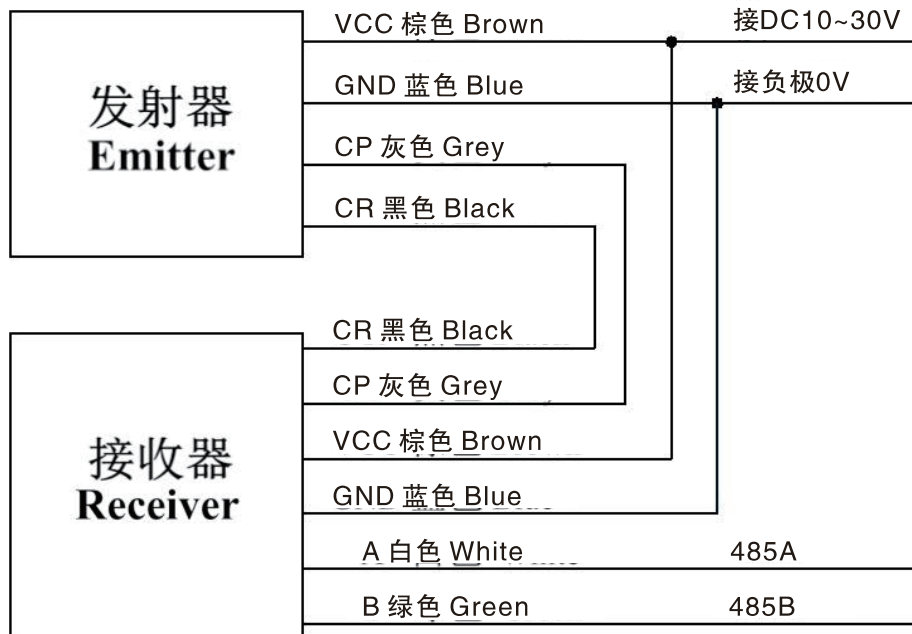 VCC 棕色 Brown
接DC10~30V
GND 蓝色 Blue
接负极0V
发射器
Emitter
CP 灰色 Grey
CR 黑色 Black
CR 黑色 Black
CP 灰色 Grey
接收器
Receiver
VCC 棕色 Brown
GND 蓝色 Blue
A 白色 White
485A
B 绿色 Green
485B